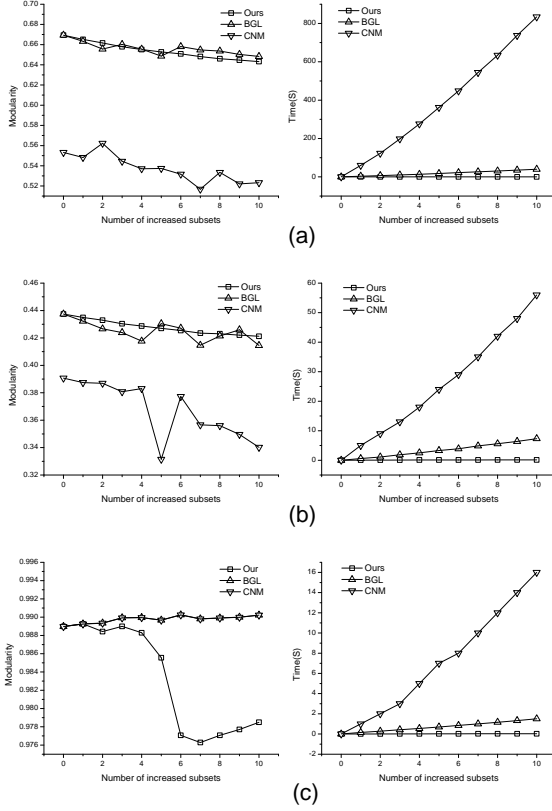 Ours
BGL
CNM
Modularity
0.70
0.68
0.66
0.64
0.62
0.60
0.58
0.56
0.54
0.52
0 2 4 6 8 10
Number of increased subsets
Ours
BGL
CNM
Time(S)
800
600
400
200
0
0 2 4 6 8 10
Number of increased subsets
(a)
Ours
BGL
CNM
Modularity
0.46
0.44
0.42
0.40
0.38
0.36
0.34
0.32
0 2 4 6 8 10
Number of increased subsets
Ours
BGL
CNM
Time(S)
60
50
40
30
20
10
0
0 2 4 6 8 10
Number of increased subsets
(b)
Our
BGL
CNM
Modularity
0.996
0.994
0.992
0.990
0.988
0.986
0.984
0.982
0.980
0.978
0.976
0 2 4 6 8 10
Number of increased subsets
Ours
BGL
CNM
Time(S)
16
14
12
10
8
6
4
2
0
-2
0 2 4 6 8 10
Number of increased subsets
(c)